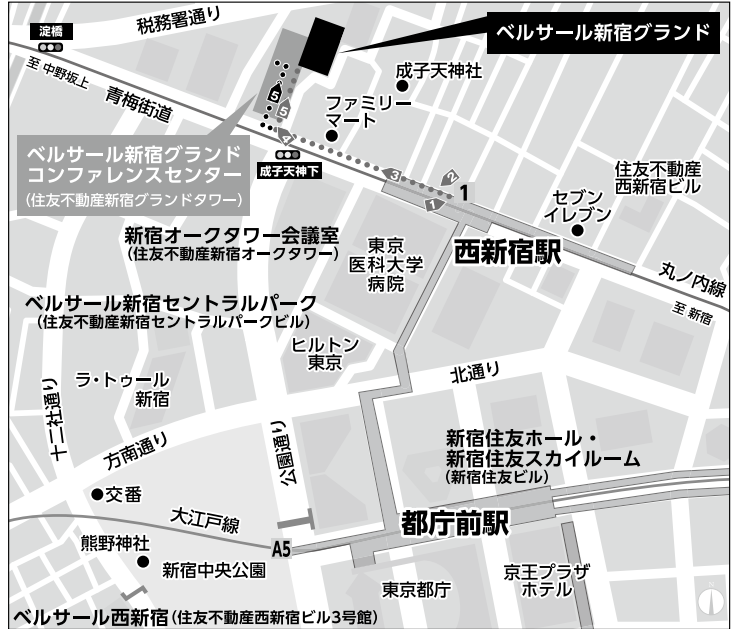 税務署通り
淀橋
ベルサール新宿グランド
至 中野坂上
成子天神社
青梅街道
5
5
ファミリー
マート
4
ベルサール新宿グランド
コンファレンスセンター
(住友不動産新宿グランドタワー)
成子天神下
3
2
1
1
住友不動産
西新宿ビル
セブン
イレブン
新宿オークタワー会議室
(住友不動産新宿オークタワー)
東京
医科大学
病院
西新宿駅
丸ノ内線
至 新宿
ベルサール新宿セントラルパーク
(住友不動産新宿セントラルパークビル)
ヒルトン
東京
北通り
ラ・トゥール
新宿
十二社通り
方南通り
公園通り
新宿住友ホール・
新宿住友スカイルーム
(新宿住友ビル)
交番
大江戸線
都庁前駅
A5
熊野神社
新宿中央公園
東京都庁
京王プラザ
ホテル
N
ベルサール西新宿(住友不動産西新宿ビル3号館)